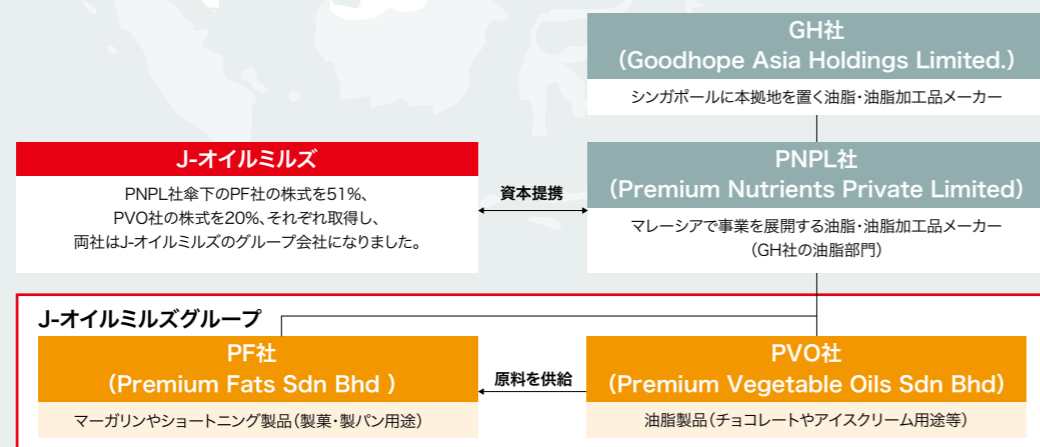 GH社
(Goodhope Asia Holdings Limited.)
シンガポールに本拠地を置く油脂・油脂加工品メーカー
J-オイルミルズ
PNPL社傘下のPF社の株式を51%、
PVO社の株式を20%、それぞれ取得し、
両社はJ-オイルミルズのグループ会社になりました。
資本提携
PNPL社
(Premium Nutrients Private Limited)
マレーシアで事業を展開する油脂・油脂加工品メーカー
(GH社の油脂部門)
J-オイルミルズグループ
PF社
(Premium Fats Sdn Bhd )
マーガリンやショートニング製品(製菓・製パン用途)
原料を供給
PVO社
(Premium Vegetable Oils Sdn Bhd)
油脂製品(チョコレートやアイスクリーム用途等)